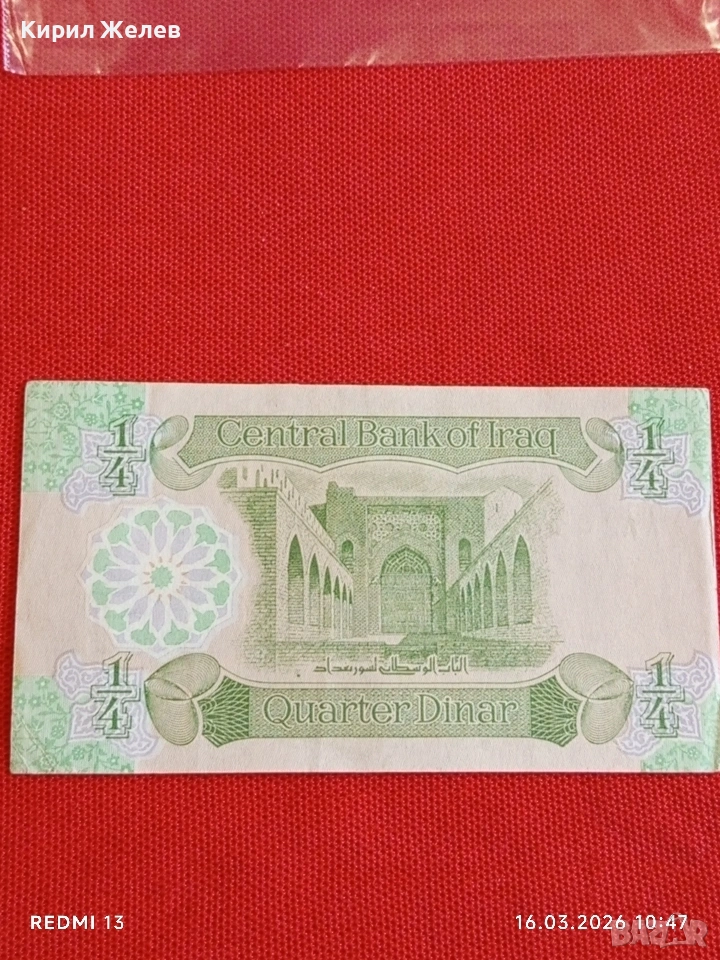 Кирил Желев
1/4 Central Bank of Iraq 1/4
الباب الوسطاني لسور بغداد
1/4 Quarter Dinar 1/4
REDMI 13 16.03.2026 10:47
BAZAR